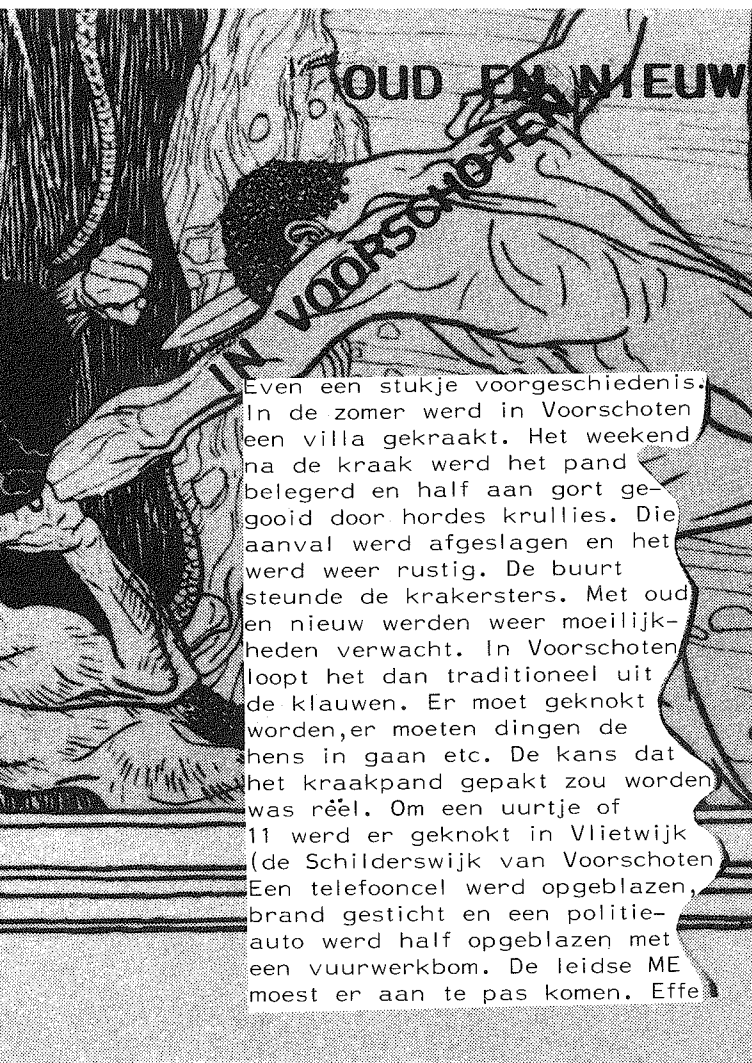 OUD EN NIEUW
IN VOORSCHOTEN
Even een stukje voorgeschiedenis.
In de zomer werd in Voorschoten
een villa gekraakt. Het weekend
na de kraak werd het pand
belegerd en half aan gort ge-
gooid door hordes krullies. Die
aanval werd afgeslagen en het
werd weer rustig. De buurt
steunde de krakersters. Met oud
en nieuw werden weer moeilijk-
heden verwacht. In Voorschoten
loopt het dan traditioneel uit
de klauwen. Er moet geknokt
worden,er moeten dingen de
hens in gaan etc. De kans dat
het kraakpand gepakt zou worden
was rëel. Om een uurtje of
11 werd er geknokt in Vlietwijk
(de Schilderswijk van Voorschoten
Een telefooncel werd opgeblazen,
brand gesticht en een politie-
auto werd half opgeblazen met
een vuurwerkbom. De leidse ME
moest er aan te pas komen. Effe